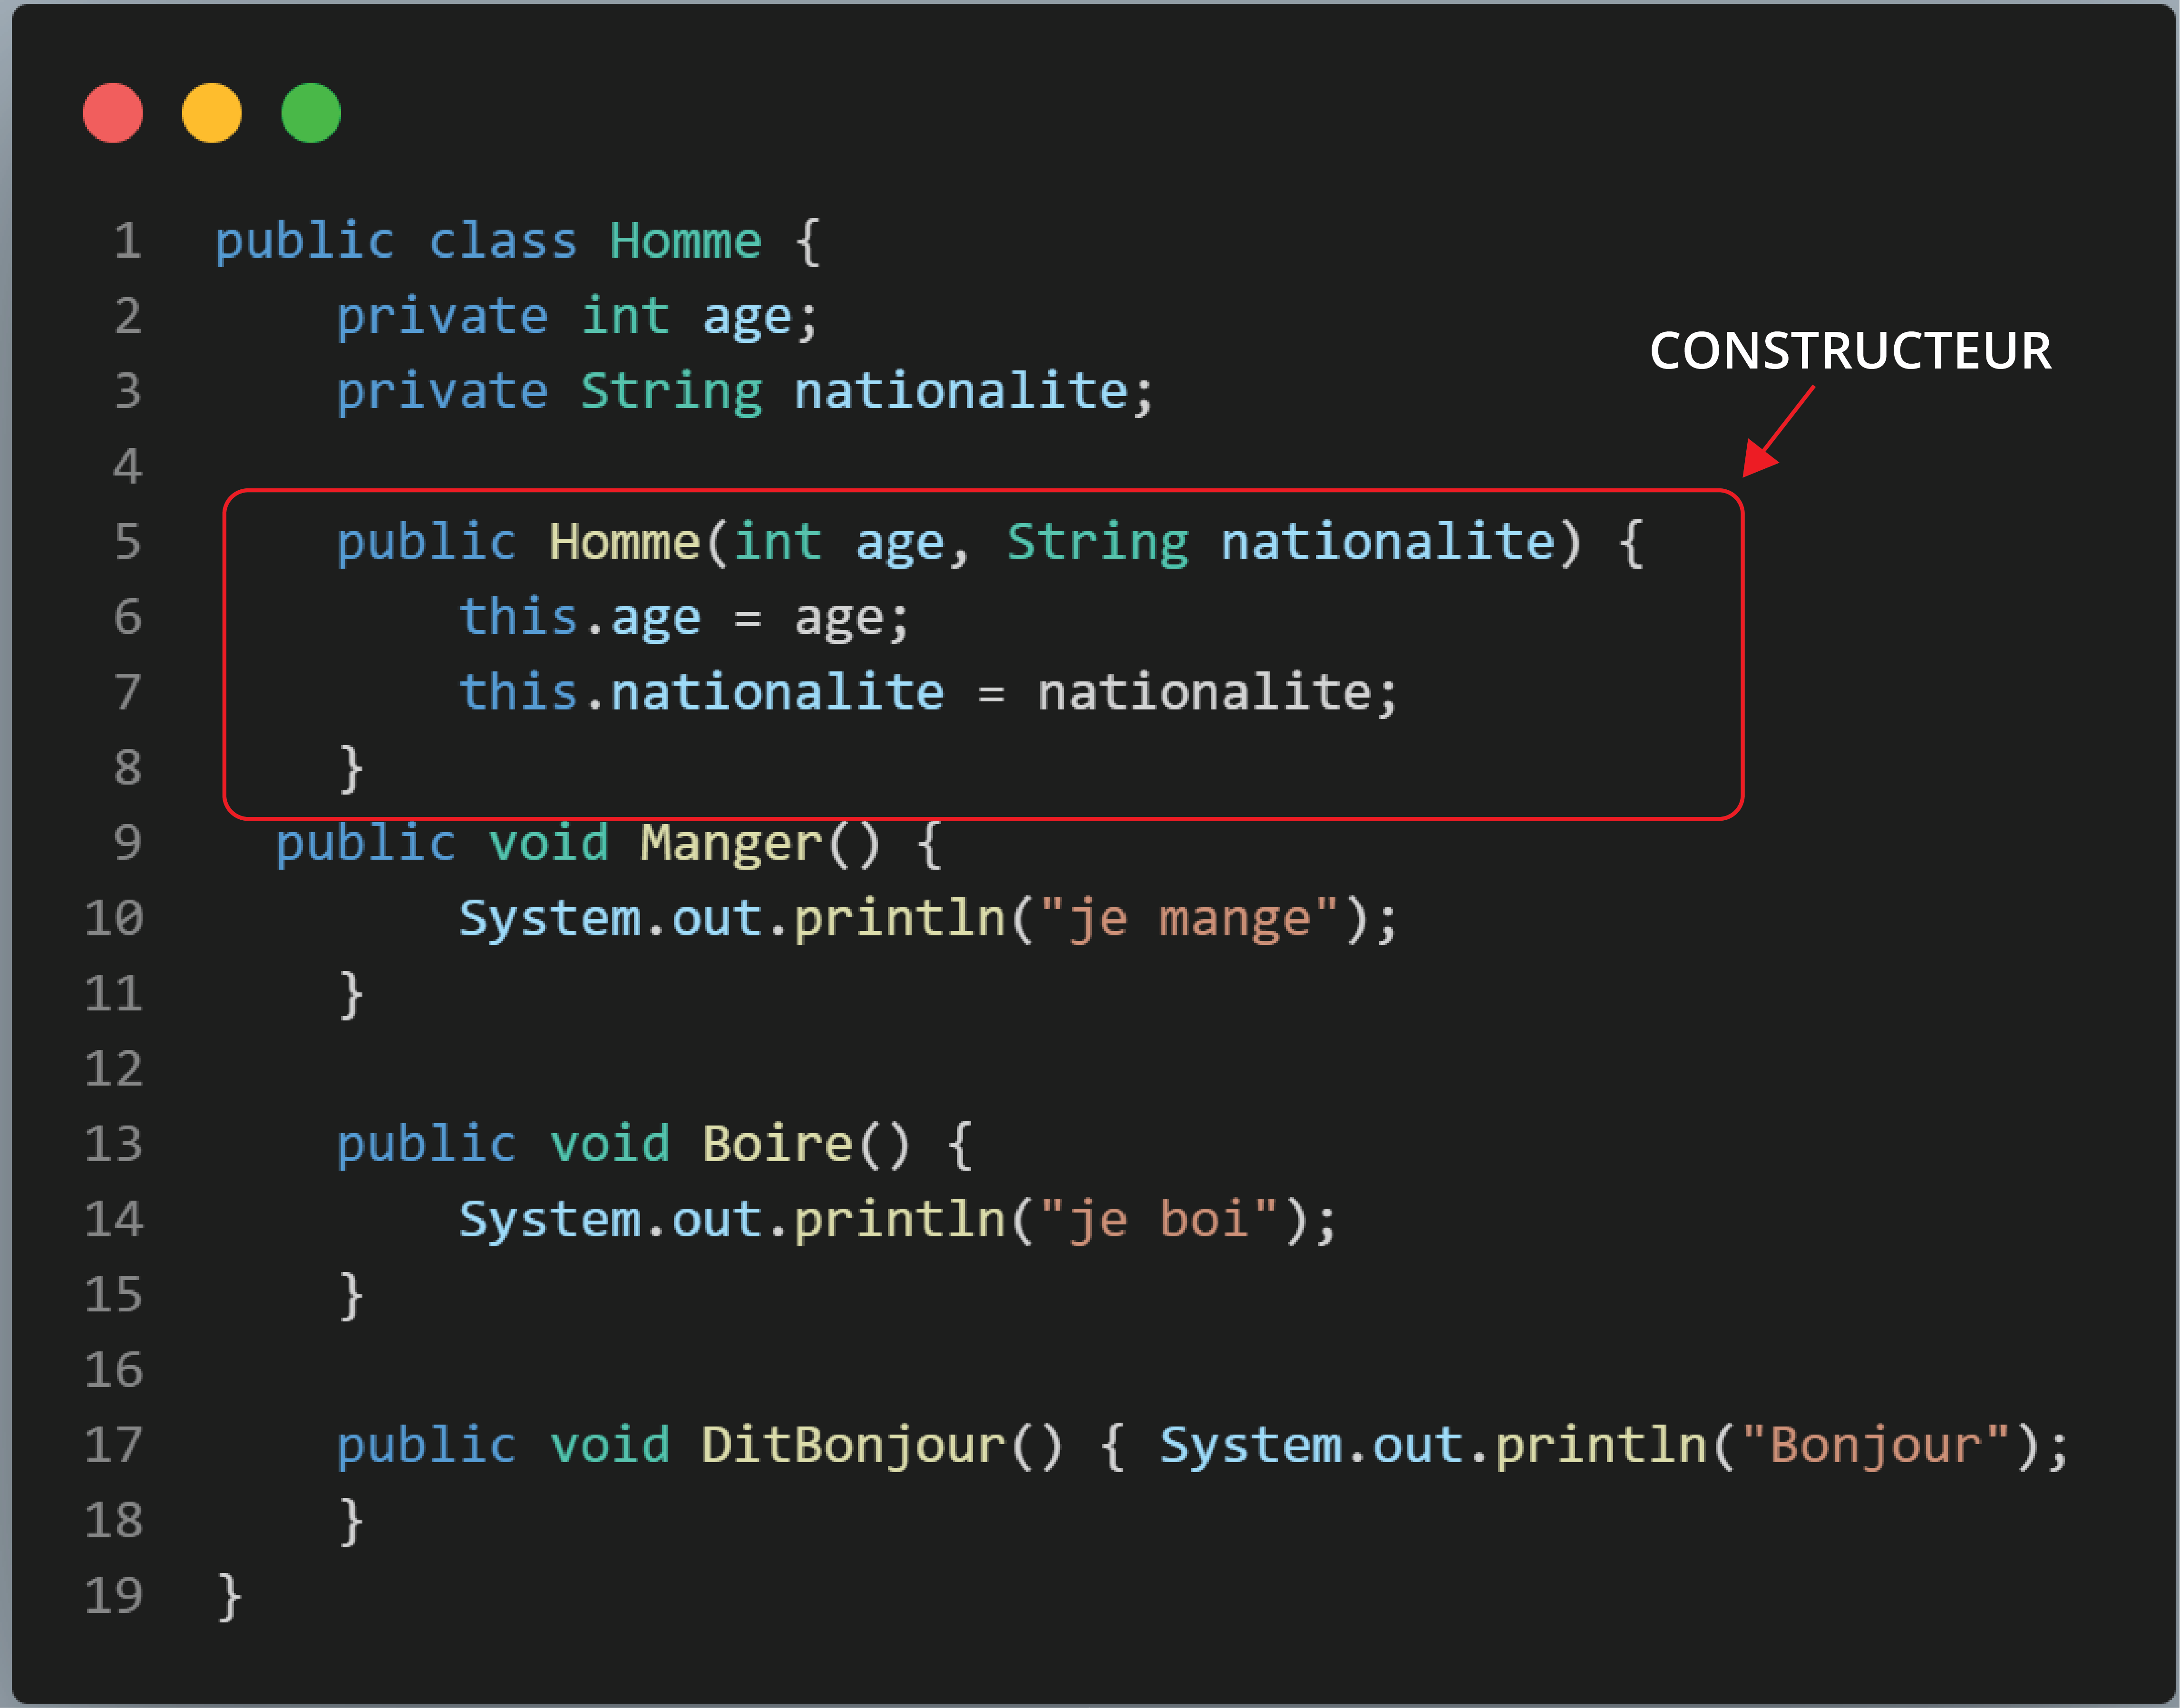 1 public class Homme {
2 private int age;
3 private String nationalite;
CONSTRUCTEUR
4
5 public Homme(int age, String nationalite) {
6 this.age = age;
7 this.nationalite = nationalite;
8 }
9 public void Manger() {
10 System.out.println("je mange");
11 }
12
13 public void Boire() {
14 System.out.println("je boi");
15 }
16
17 public void DitBonjour() { System.out.println("Bonjour");
18 }
19 }